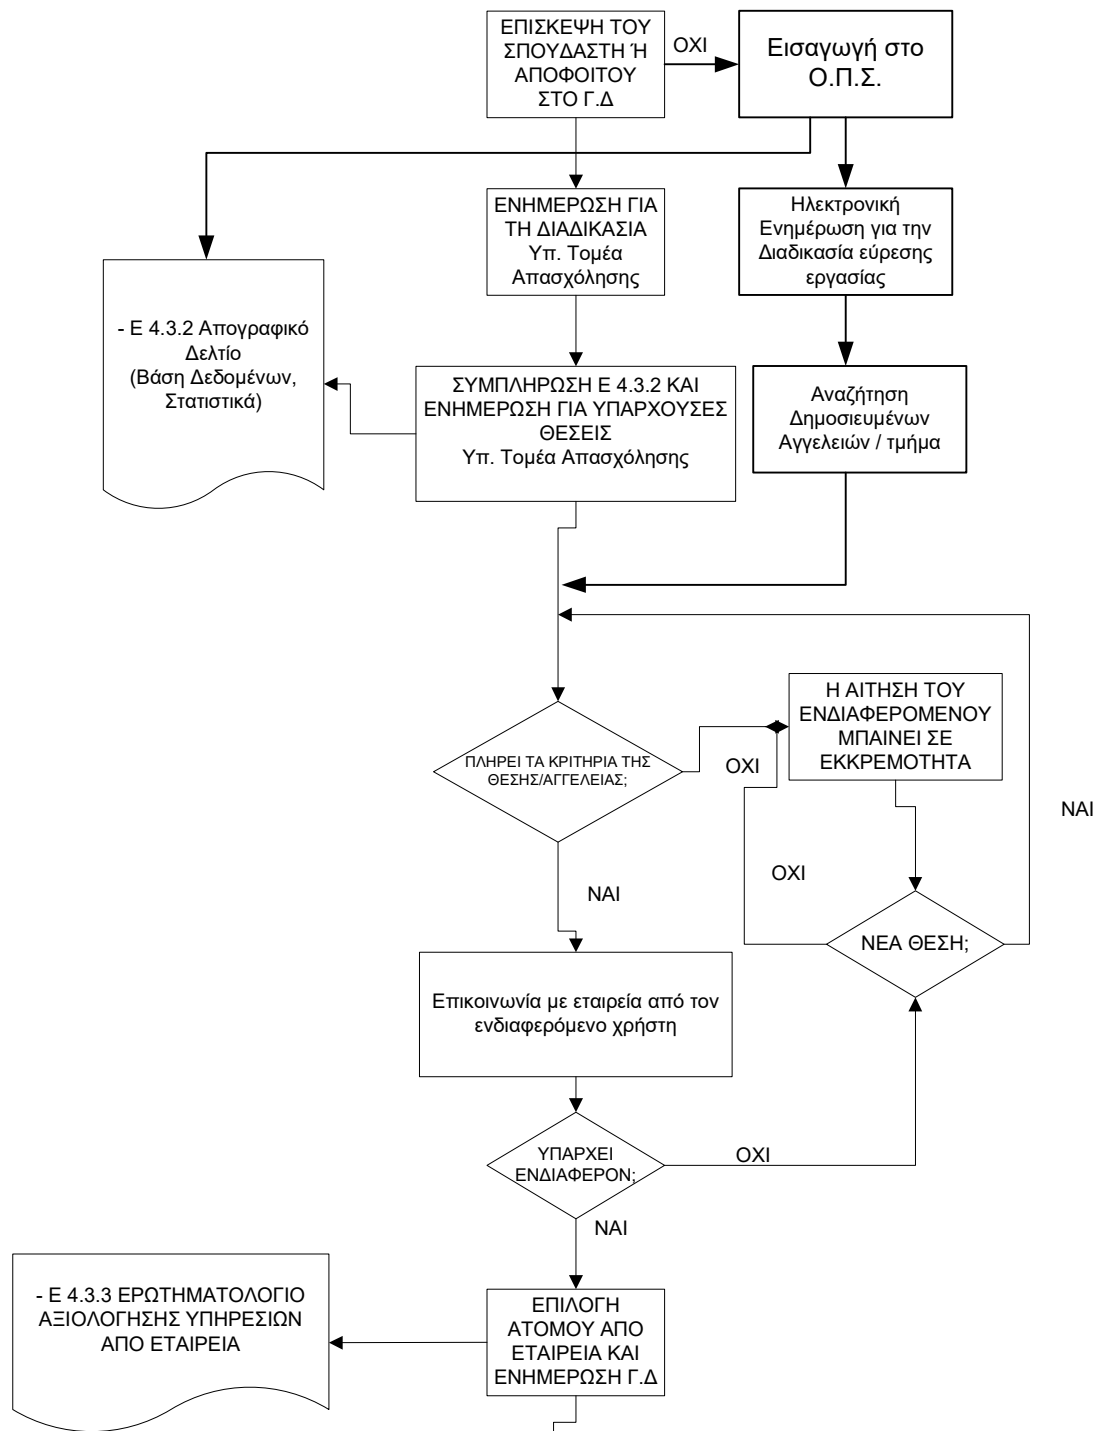 ΕΠΙΣΚΕΨΗ ΤΟΥ
ΣΠΟΥΔΑΣΤΗ Ή
ΑΠΟΦΟΙΤΟΥ
ΣΤΟ Γ.Δ
ΟΧΙ
Εισαγωγή στο
Ο.Π.Σ.
ΕΝΗΜΕΡΩΣΗ ΓΙΑ
ΤΗ ΔΙΑΔΙΚΑΣΙΑ
Υπ. Τομέα
Απασχόλησης
Ηλεκτρονική
Ενημέρωση για την
Διαδικασία εύρεσης
εργασίας
- Ε 4.3.2 Απογραφικό
Δελτίο
(Βάση Δεδομένων,
Στατιστικά)
ΣΥΜΠΛΗΡΩΣΗ Ε 4.3.2 ΚΑΙ
ΕΝΗΜΕΡΩΣΗ ΓΙΑ ΥΠΑΡΧΟΥΣΕΣ
ΘΕΣΕΙΣ
Υπ. Τομέα Απασχόλησης
Αναζήτηση
Δημοσιευμένων
Αγγελειών / τμήμα
ΠΛΗΡΕΙ ΤΑ ΚΡΙΤΗΡΙΑ ΤΗΣ
ΘΕΣΗΣ/ΑΓΓΕΛΕΙΑΣ;
ΟΧΙ
Η ΑΙΤΗΣΗ ΤΟΥ
ΕΝΔΙΑΦΕΡΟΜΕΝΟΥ
ΜΠΑΙΝΕΙ ΣΕ
ΕΚΚΡΕΜΟΤΗΤΑ
ΝΑΙ
ΟΧΙ
ΝΑΙ
ΝΕΑ ΘΕΣΗ;
Επικοινωνία με εταιρεία από τον
ενδιαφερόμενο χρήστη
ΥΠΑΡΧΕΙ
ΕΝΔΙΑΦΕΡΟΝ;
ΟΧΙ
ΝΑΙ
- Ε 4.3.3 ΕΡΩΤΗΜΑΤΟΛΟΓΙΟ
ΑΞΙΟΛΟΓΗΣΗΣ ΥΠΗΡΕΣΙΩΝ
ΑΠΟ ΕΤΑΙΡΕΙΑ
ΕΠΙΛΟΓΗ
ΑΤΟΜΟΥ ΑΠΟ
ΕΤΑΙΡΕΙΑ ΚΑΙ
ΕΝΗΜΕΡΩΣΗ Γ.Δ